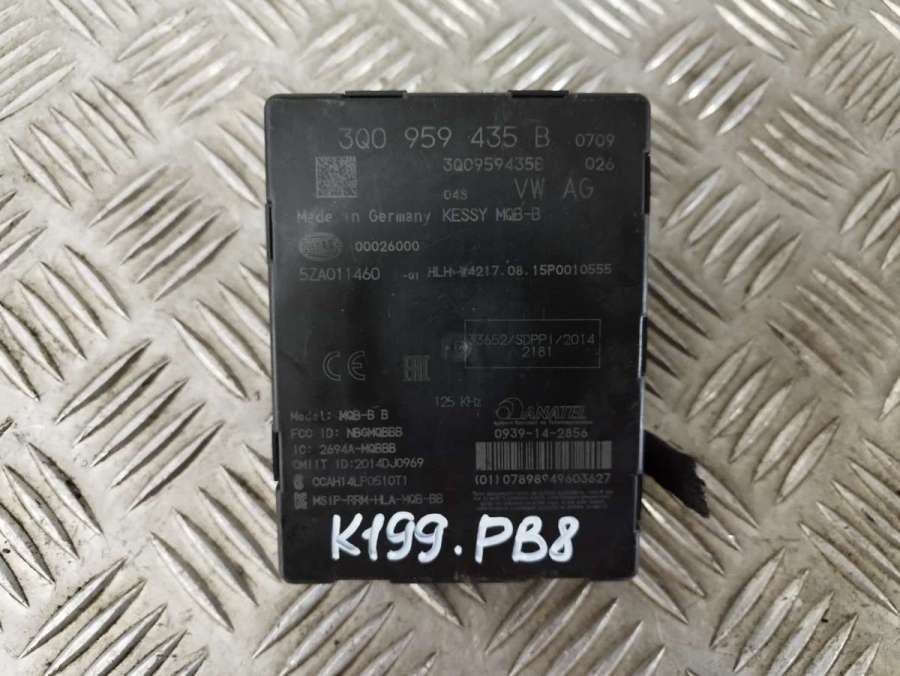 3Q0 959 435 B 0709
3Q0959435B 026
04S VW AG
Made in Germany KESSY MQB-B
00026000
5ZA011460 -01 HLH-W4217.08.15P0010555
33652/SDPPI/2014
2181
CE EAC
125 KHz ANATEL
Model: MQB-B B
0939-14-2856
FCC ID: NBGMQBBB
IC: 2694A-MQBBB
CMIIT ID:2014DJ0969
(01)07898949603627
CCAH14LP0510T1
MSIP-RRM-HLA-MQB-BB
K199.PB8